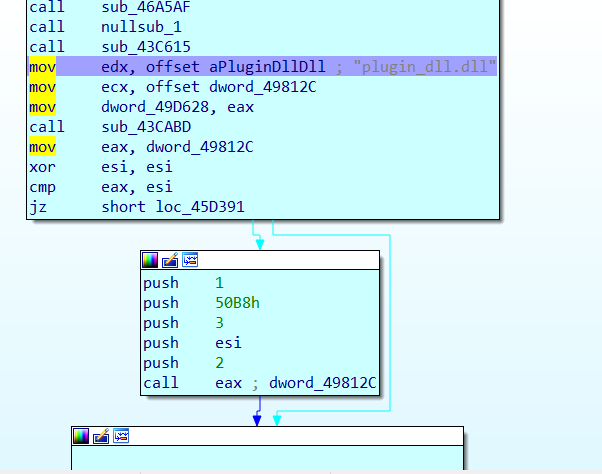 call sub_46A5AF
call nullsub_1
call sub_43C615
mov edx, offset aPluginDllDll ; "plugin_dll.dll"
mov ecx, offset dword_49812C
mov dword_49D628, eax
call sub_43CABD
mov eax, dword_49812C
xor esi, esi
cmp eax, esi
jz short loc_45D391
push 1
push 50B8h
push 3
push esi
push 2
call eax ; dword_49812C